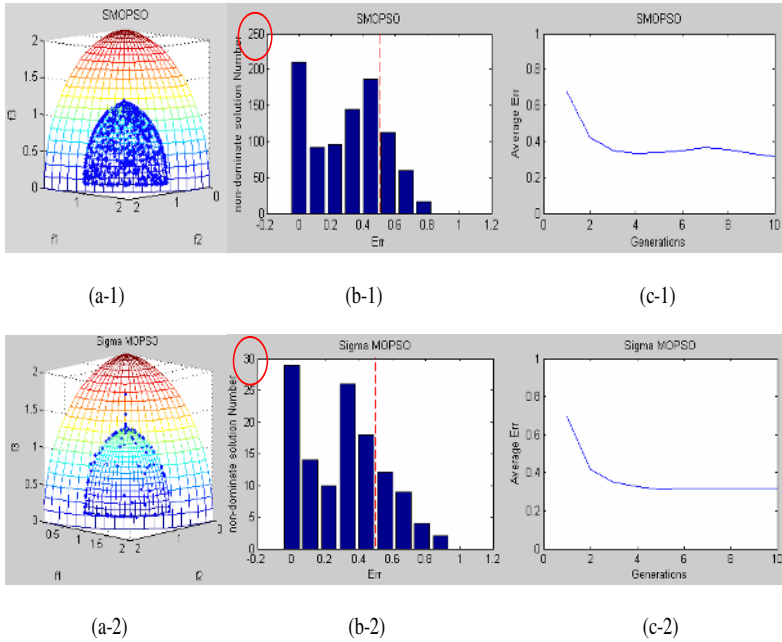 SMOPSO
2
1.5
1
0.5
0
f3
1
2
2
1
0
f1
f2
SMOPSO
250
200
150
100
50
0
non-dominate solution Number
-0.2
0
0.2
0.4
0.6
0.8
1
1.2
Err
SMOPSO
1
0.8
0.6
0.4
0.2
0
Average Err
0
2
4
6
8
10
Generations
(a-1)
(b-1)
(c-1)
Sigma MOPSO
2
1.5
1
0.5
0
f3
0.5
1
1.5
2
2
1
0
f1
f2
Sigma MOPSO
30
25
20
15
10
5
0
non-dominate solution Number
-0.2
0
0.2
0.4
0.6
0.8
1
1.2
Err
Sigma MOPSO
1
0.8
0.6
0.4
0.2
0
Average Err
0
2
4
6
8
10
Generations
(a-2)
(b-2)
(c-2)